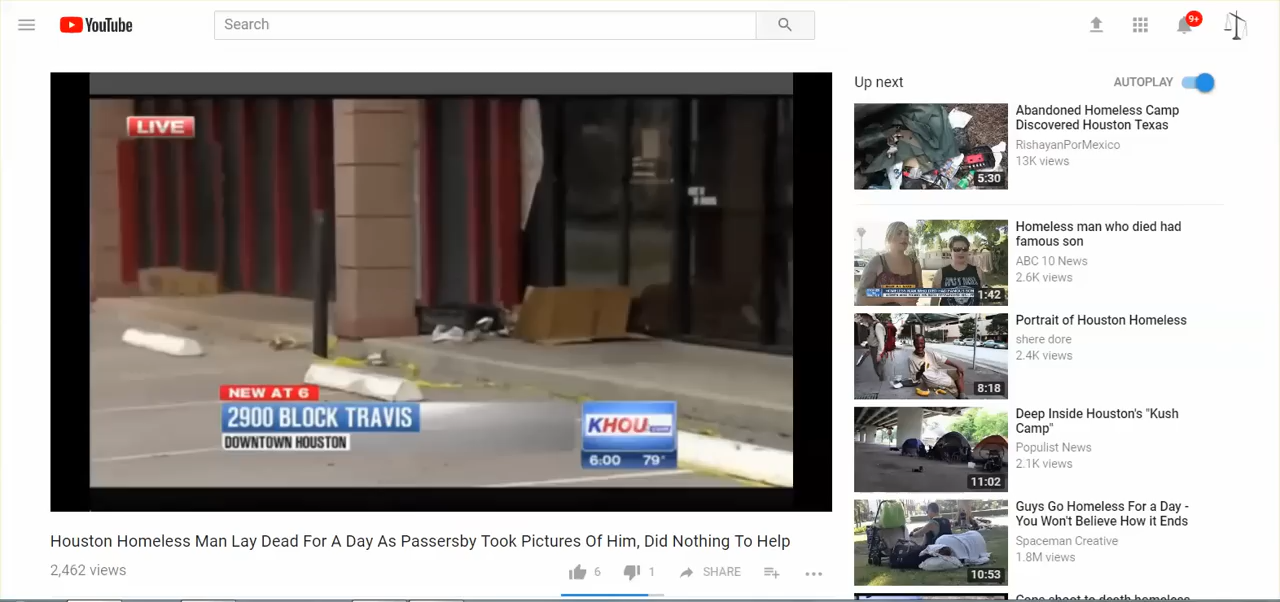 YouTube
Search
9+
LIVE
NEW AT 6
2900 BLOCK TRAVIS
DOWNTOWN HOUSTON
KHOU
6:00 79°
Houston Homeless Man Lay Dead For A Day As Passersby Took Pictures Of Him, Did Nothing To Help
2,462 views
6
1
SHARE
Up next
AUTOPLAY
5:30
Abandoned Homeless Camp
Discovered Houston Texas
RishayanPorMexico
13K views
1:42
Homeless man who died had
famous son
ABC 10 News
2.6K views
8:18
Portrait of Houston Homeless
shere dore
2.4K views
11:02
Deep Inside Houston's "Kush
Camp"
Populist News
2.1K views
10:53
Guys Go Homeless For a Day -
You Won't Believe How it Ends
Spaceman Creative
1.8M views
Cops shoot to death homeless